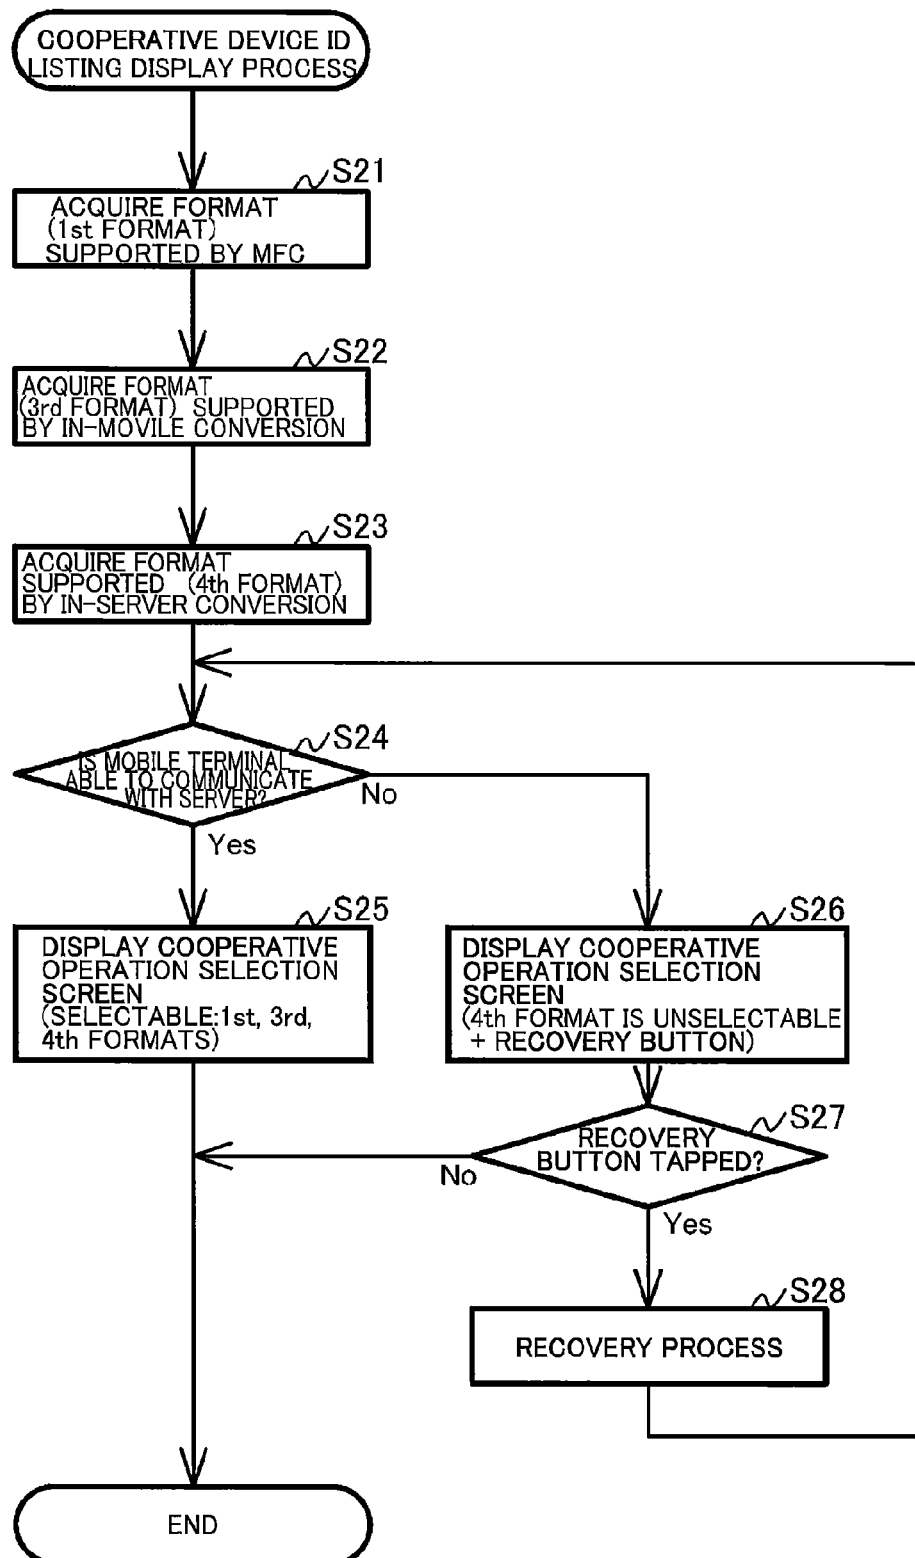 COOPERATIVE DEVICE ID
LISTING DISPLAY PROCESS
S21
ACQUIRE FORMAT
(1st FORMAT)
SUPPORTED BY MFC
S22
ACQUIRE FORMAT
(3rd FORMAT) SUPPORTED
BY IN-MOVILE CONVERSION
S23
ACQUIRE FORMAT
SUPPORTED (4th FORMAT)
BY IN-SERVER CONVERSION
S24
IS MOBILE TERMINAL
ABLE TO COMMUNICATE
WITH SERVER?
No
Yes
S25
DISPLAY COOPERATIVE
OPERATION SELECTION
SCREEN
(SELECTABLE:1st, 3rd,
4th FORMATS)
S26
DISPLAY COOPERATIVE
OPERATION SELECTION
SCREEN
(4th FORMAT IS UNSELECTABLE
+ RECOVERY BUTTON)
S27
RECOVERY
BUTTON TAPPED?
No
Yes
S28
RECOVERY PROCESS
END